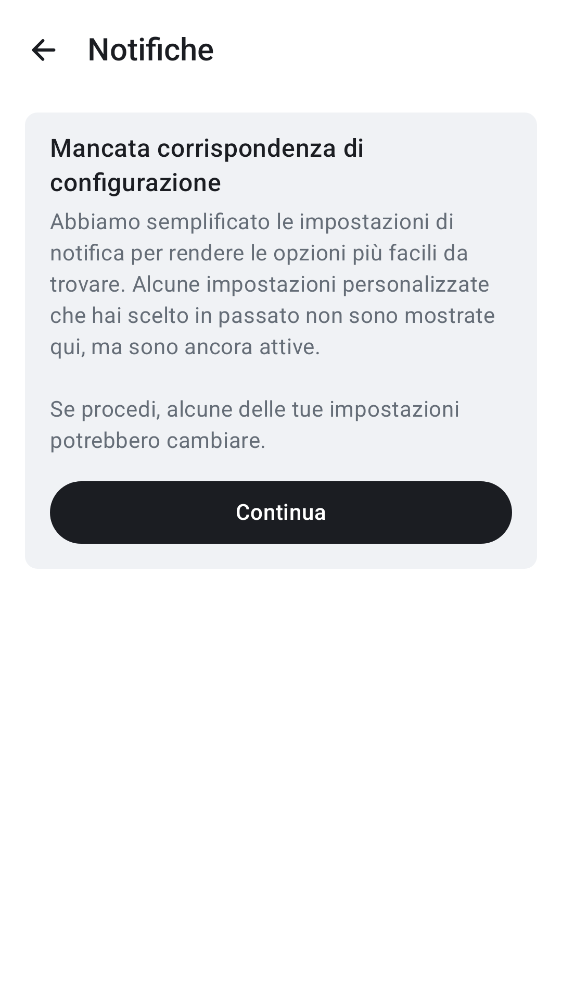 Notifiche
Mancata corrispondenza di
configurazione
Abbiamo semplificato le impostazioni di
notifica per rendere le opzioni più facili da
trovare. Alcune impostazioni personalizzate
che hai scelto in passato non sono mostrate
qui, ma sono ancora attive.
Se procedi, alcune delle tue impostazioni
potrebbero cambiare.
Continua